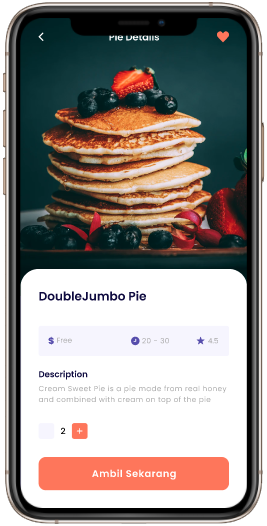 Pie Details
DoubleJumbo Pie
$ Free
20 - 30
4.5
Description
Cream Sweet Pie is a pie made from real honey
and combined with cream on top of the pie
2 +
Ambil Sekarang